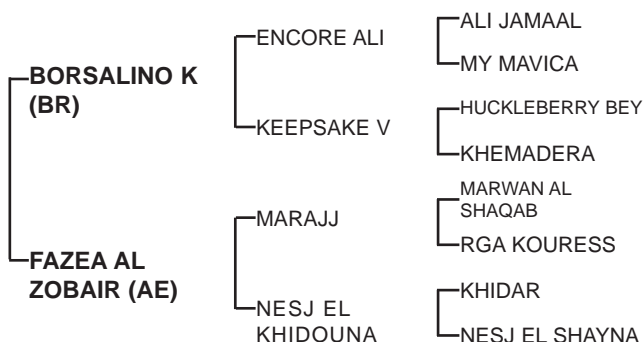 BORSALINO K
(BR)
FAZEA AL
ZOBAIR (AE)
ENCORE ALI
KEEPSAKE V
MARAJJ
NESJ EL
KHIDOUNA
ALI JAMAAL
MY MAVICA
HUCKLEBERRY BEY
KHEMADERA
MARWAN AL
SHAQAB
RGA KOURESS
KHIDAR
NESJ EL SHAYNA